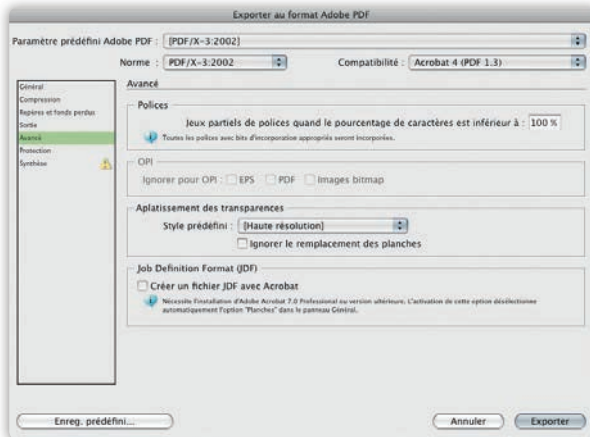 Exporter au format Adobe PDF
Paramètre prédéfini Adobe PDF : [PDF/X-3:2002]
Norme : PDF/X-3:2002 Compatibilité : Acrobat 4 (PDF 1.3)
Général
Compression
Repères et fonds perdus
Sortie
Avancé
Protection
Synthèse
Avancé
Polices
Jeux partiels de polices quand le pourcentage de caractères est inférieur à : 100 %
Toutes les polices avec bits d'incorporation appropriés seront incorporées.
OPI
Ignorer pour OPI : EPS PDF Images bitmap
Aplatissement des transparences
Style prédéfini : [Haute résolution]
Ignorer le remplacement des planches
Job Definition Format (JDF)
Créer un fichier JDF avec Acrobat
Nécessite l'installation d'Adobe Acrobat 7.0 Professional ou version ultérieure. L'activation de cette option désélectionne
automatiquement l'option "Planches" dans le panneau Général.
Enreg. prédéfini... Annuler Exporter